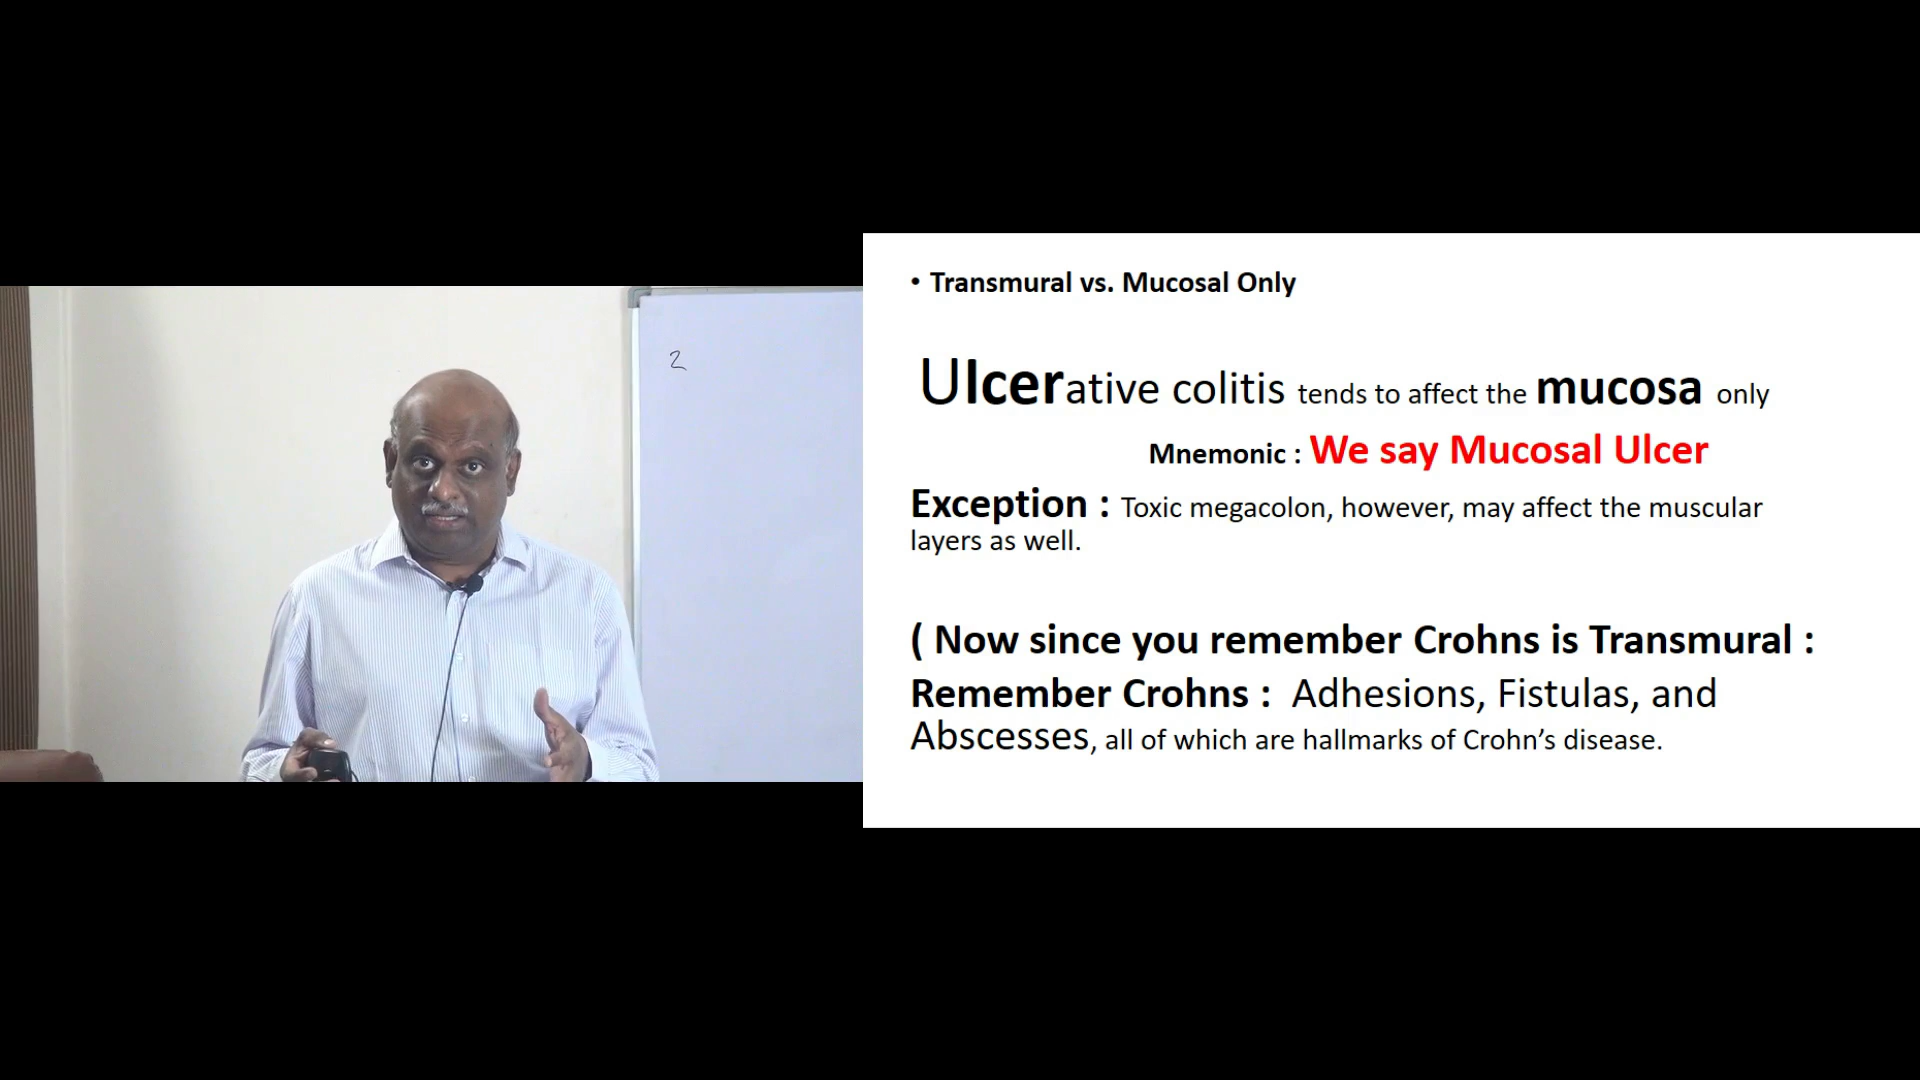 2
• Transmural vs. Mucosal Only
Ulcerative colitis tends to affect the mucosa only
Mnemonic : We say Mucosal Ulcer
Exception : Toxic megacolon, however, may affect the muscular
layers as well.
( Now since you remember Crohns is Transmural :
Remember Crohns : Adhesions, Fistulas, and
Abscesses, all of which are hallmarks of Crohn’s disease.